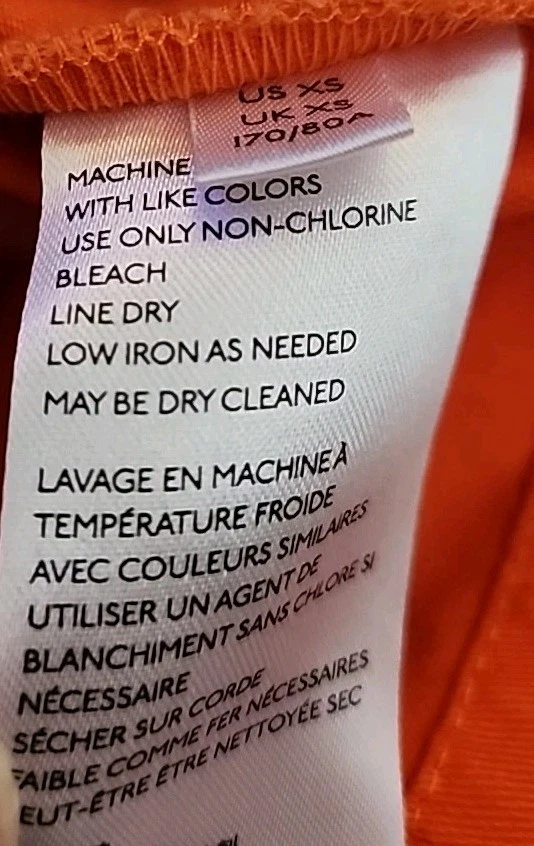 US XS
UK XS
170/80A
MACHINE
WITH LIKE COLORS
USE ONLY NON-CHLORINE
BLEACH
LINE DRY
LOW IRON AS NEEDED
MAY BE DRY CLEANED
LAVAGE EN MACHINE À
TEMPÉRATURE FROIDE
AVEC COULEURS SIMILAIRES
UTILISER UN AGENT DE
BLANCHIMENT SANS CHLORE SI
NÉCESSAIRE
SÉCHER SUR CORDE
FAIBLE COMME FER NÉCESSAIRES
EUT-ÊTRE ÊTRE NETTOYÉE SEC